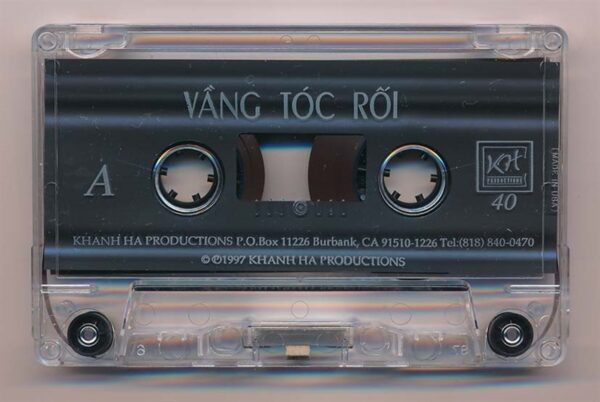 VẦNG TÓC RỐI
A
KH
PRODUCTIONS
40
(MADE IN USA)
KHANH HA PRODUCTIONS P.O.Box 11226 Burbank, CA 91510-1226 Tel:(818) 840-0470
©℗1997 KHANH HA PRODUCTIONS